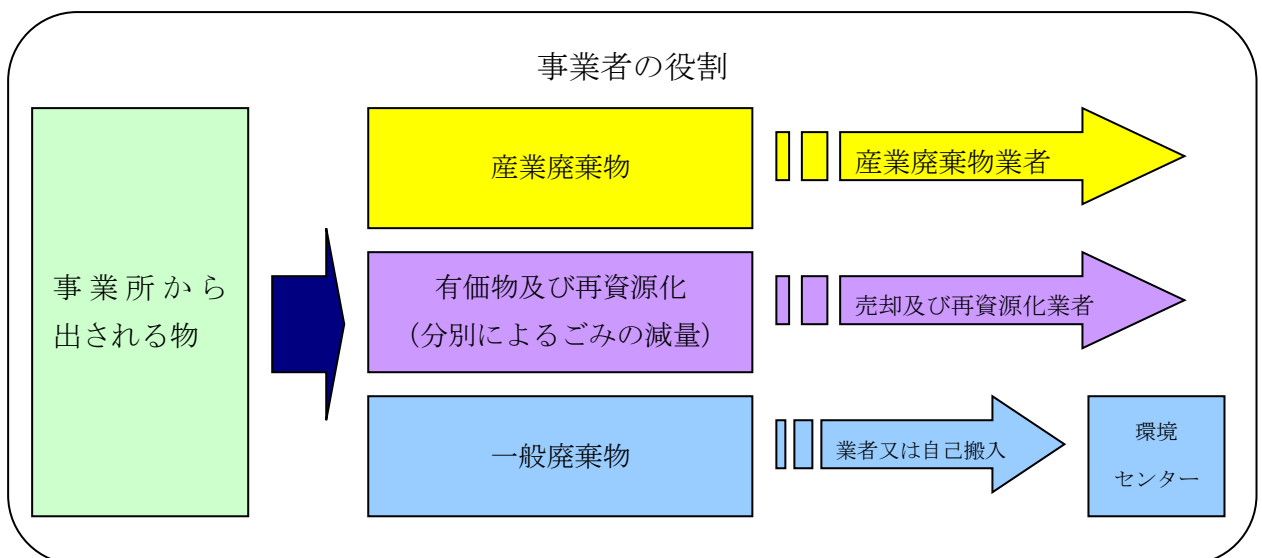 事業者の役割
事業所から
出される物
産業廃棄物
産業廃棄物業者
有価物及び再資源化
(分別によるごみの減量)
売却及び再資源化業者
一般廃棄物
業者又は自己搬入
環境
センター